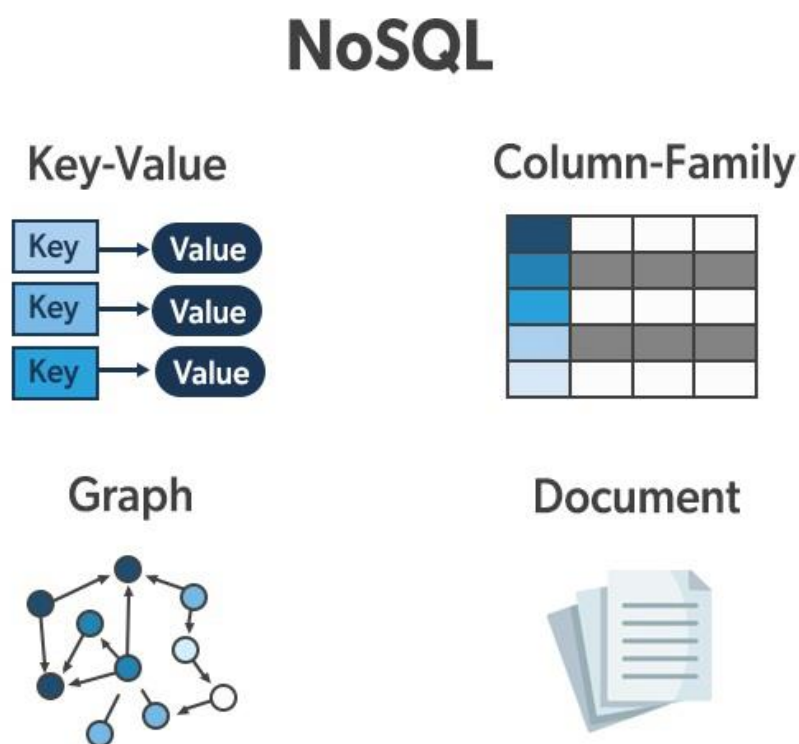 NoSQL
Key-Value
Key Value
Key Value
Key Value
Column-Family
Graph
Document